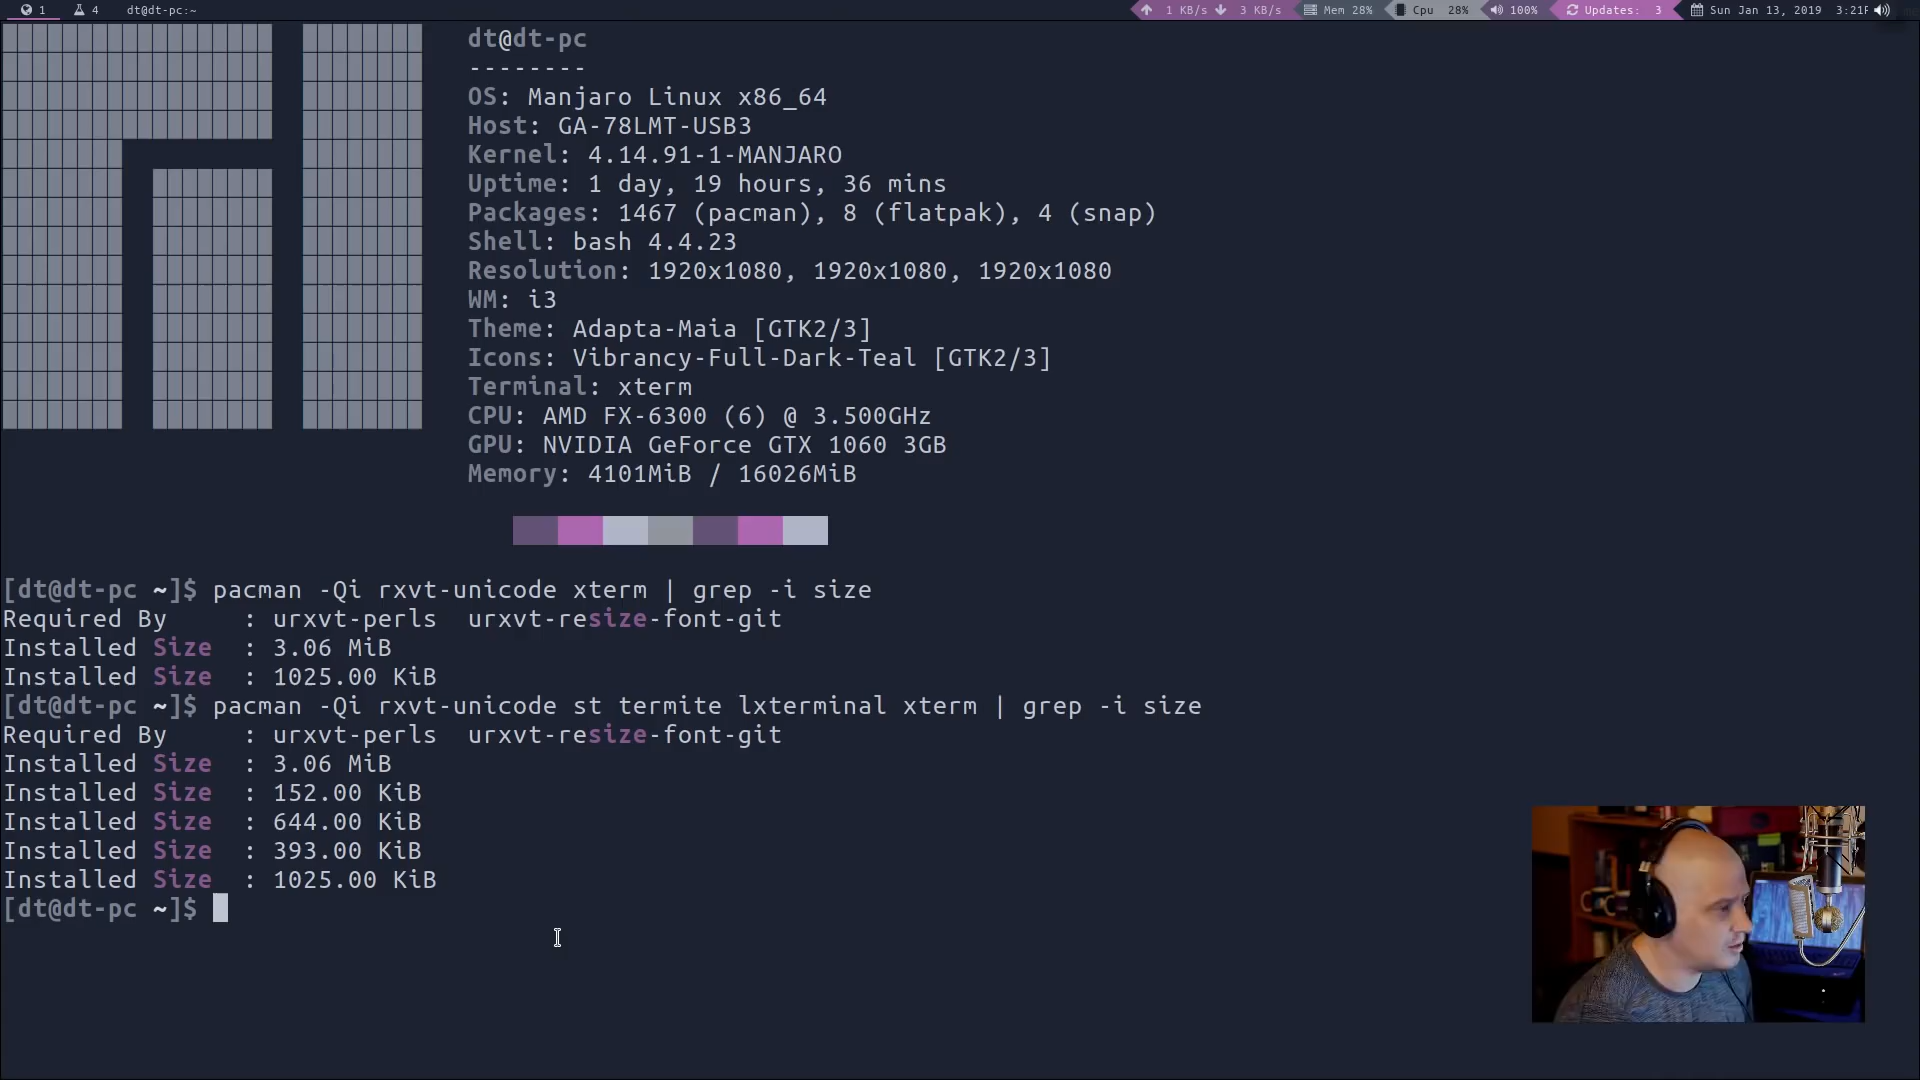 1 4 dt@dt-pc:~ 1 KB/s 3 KB/s Mem 28% Cpu 28% 100% Updates: 3 Sun Jan 13, 2019 3:21
dt@dt-pc
--------
OS: Manjaro Linux x86_64
Host: GA-78LMT-USB3
Kernel: 4.14.91-1-MANJARO
Uptime: 1 day, 19 hours, 36 mins
Packages: 1467 (pacman), 8 (flatpak), 4 (snap)
Shell: bash 4.4.23
Resolution: 1920x1080, 1920x1080, 1920x1080
WM: i3
Theme: Adapta-Maia [GTK2/3]
Icons: Vibrancy-Full-Dark-Teal [GTK2/3]
Terminal: xterm
CPU: AMD FX-6300 (6) @ 3.500GHz
GPU: NVIDIA GeForce GTX 1060 3GB
Memory: 4101MiB / 16026MiB
[dt@dt-pc ~]$ pacman -Qi rxvt-unicode xterm | grep -i size
Required By     : urxvt-perls  urxvt-resize-font-git
Installed Size  : 3.06 MiB
Installed Size  : 1025.00 KiB
[dt@dt-pc ~]$ pacman -Qi rxvt-unicode st termite lxterminal xterm | grep -i size
Required By     : urxvt-perls  urxvt-resize-font-git
Installed Size  : 3.06 MiB
Installed Size  : 152.00 KiB
Installed Size  : 644.00 KiB
Installed Size  : 393.00 KiB
Installed Size  : 1025.00 KiB
[dt@dt-pc ~]$